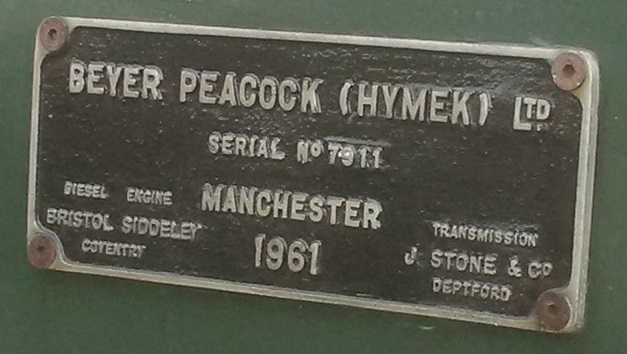 BEYER PEACOCK (HYMEK) LTD
SERIAL No 7911
MANCHESTER
1961
DIESEL ENGINE
BRISTOL SIDDELEY
COVENTRY
TRANSMISSION
J. STONE & Co
DEPTFORD